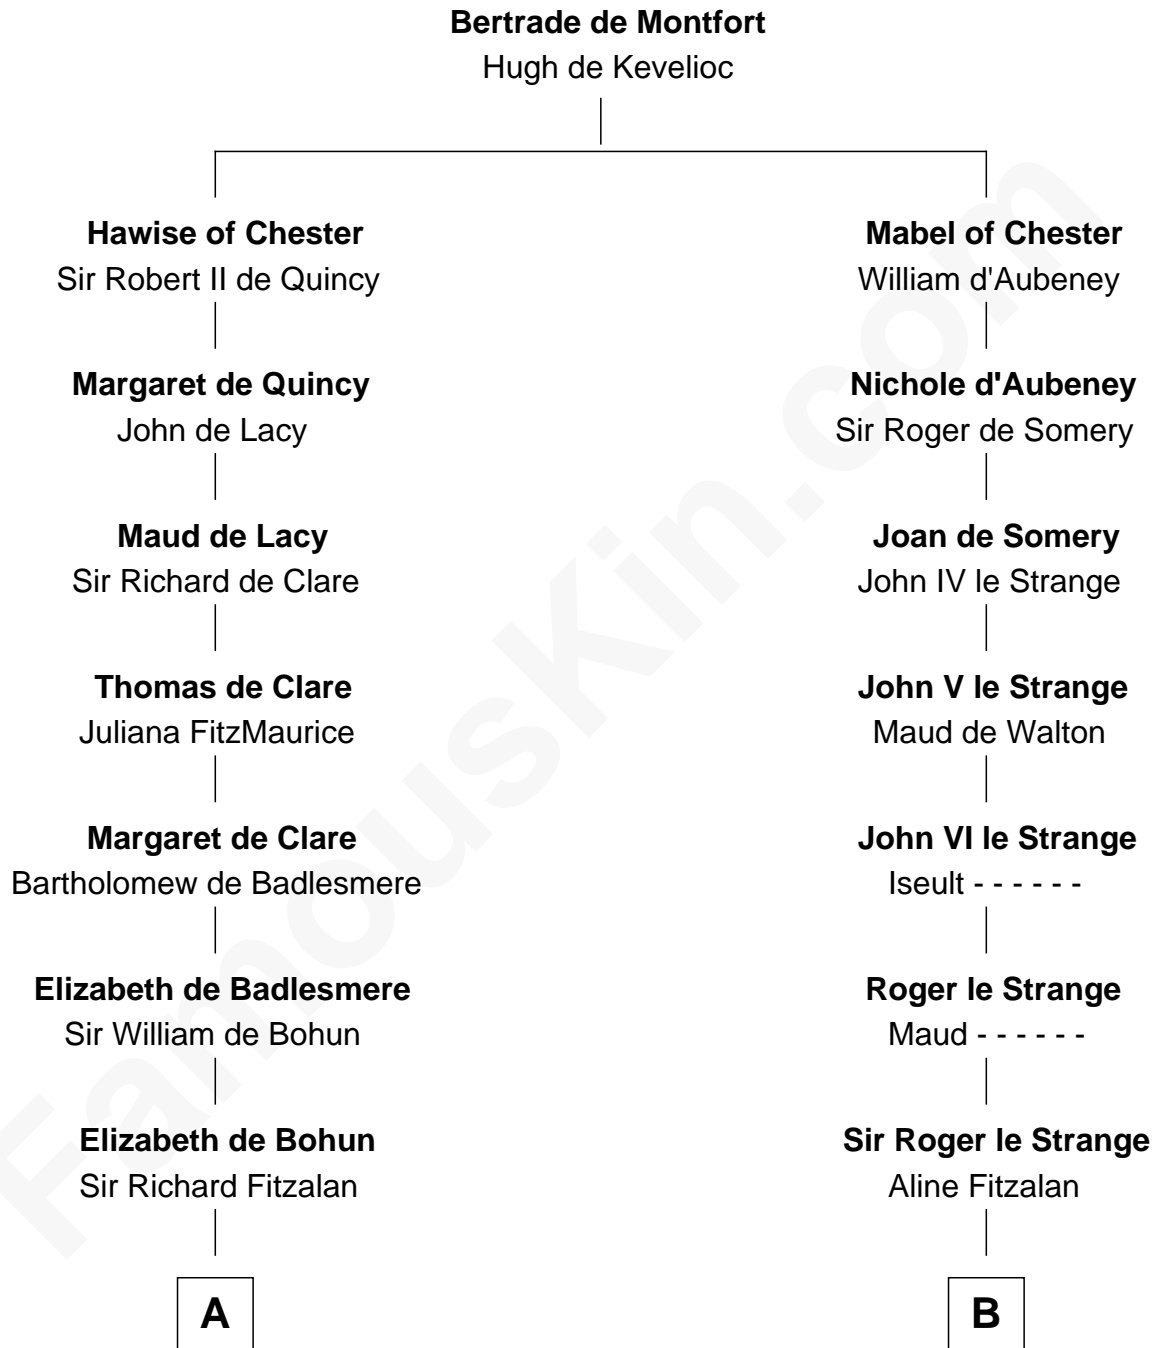 Bertrade de Montfort
Hugh de Kevelioc
Hawise of Chester
Sir Robert II de Quincy
Mabel of Chester
William d'Aubeney
Margaret de Quincy
John de Lacy
Nichole d'Aubeney
Sir Roger de Somery
Maud de Lacy
Sir Richard de Clare
Joan de Somery
John IV le Strange
Thomas de Clare
Juliana FitzMaurice
John V le Strange
Maud de Walton
Margaret de Clare
Bartholomew de Badlesmere
John VI le Strange
Iseult - - - - - -
Elizabeth de Badlesmere
Sir William de Bohun
Roger le Strange
Maud - - - - - -
Elizabeth de Bohun
Sir Richard Fitzalan
Sir Roger le Strange
Aline Fitzalan
A
B
FamousKin.com